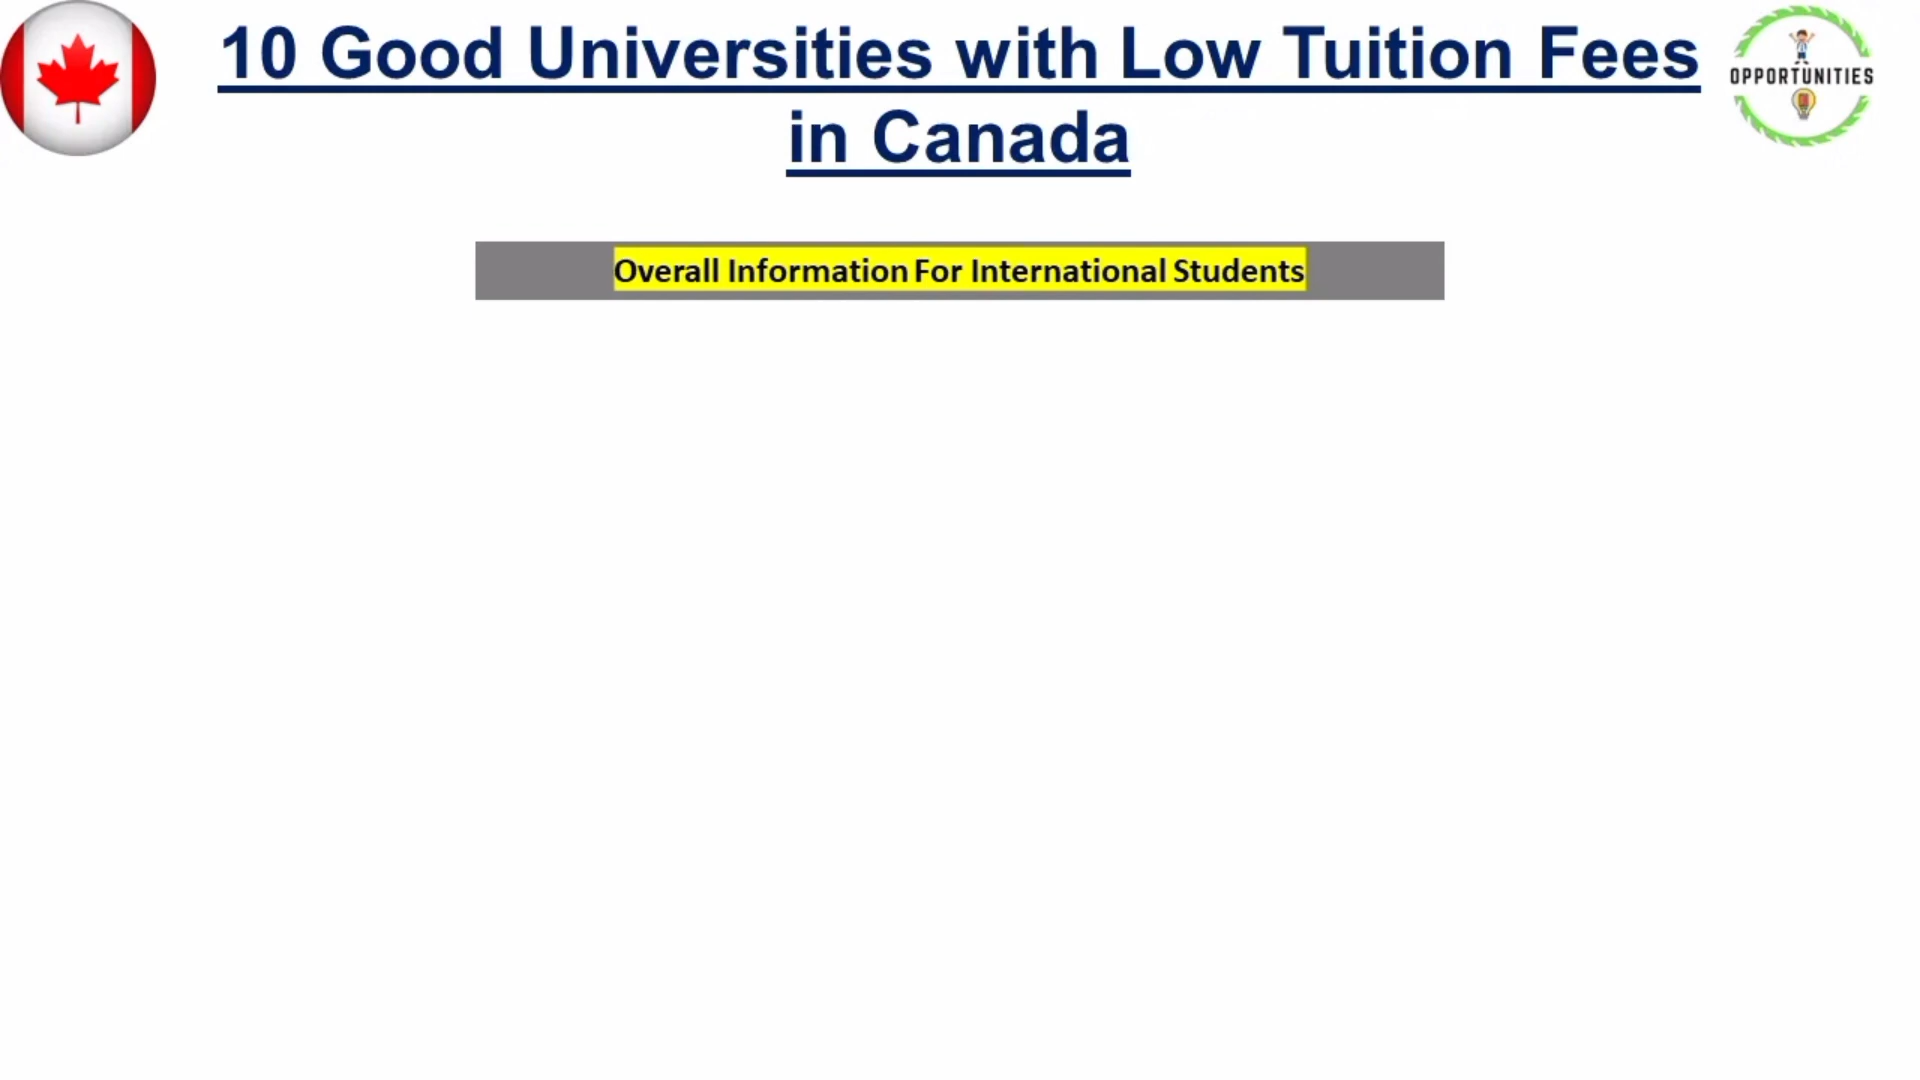 10 Good Universities with Low Tuition Fees
in Canada
OPPORTUNITIES
Overall Information For International Students